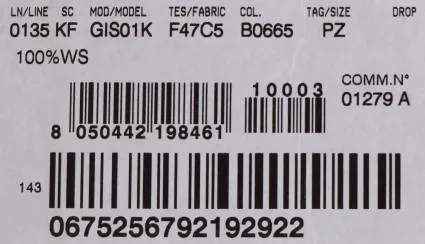 LN/LINE SC MOD/MODEL TES/FABRIC COL. TAG/SIZE DROP
0135 KF GIS01K F47C5 B0665 PZ
100%WS
COMM.N°
10003
01279 A
8 050442 198461
143
0675256792192922